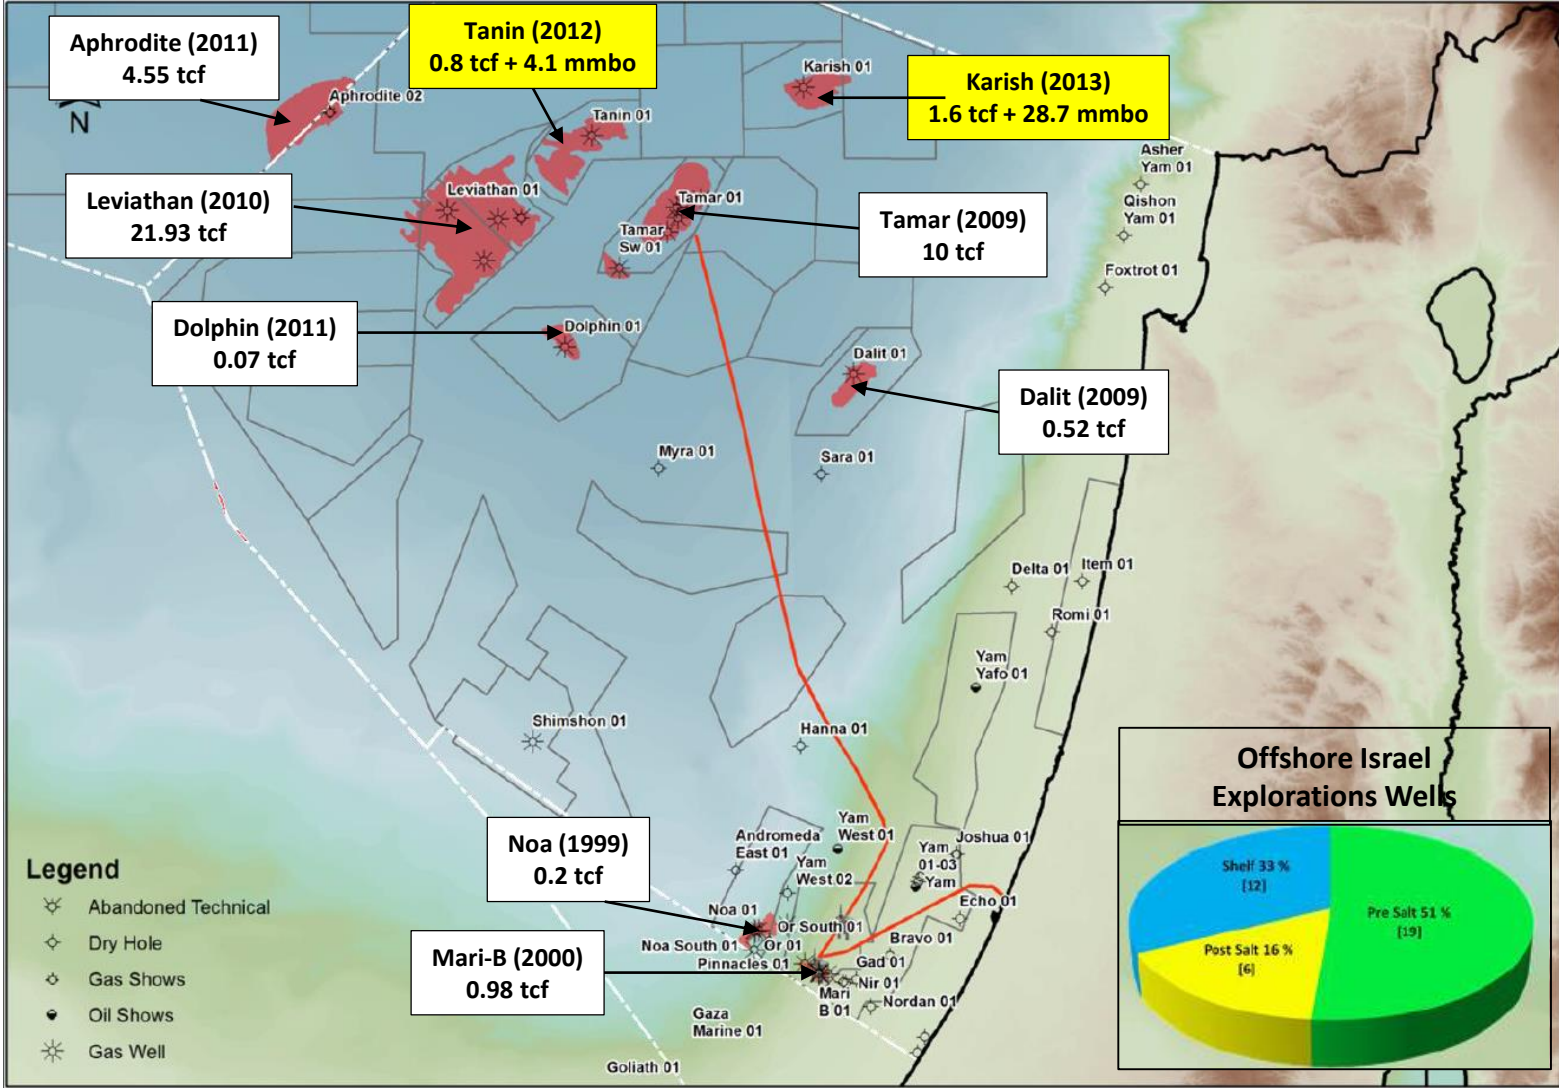 Aphrodite (2011)
4.55 tcf
Tanin (2012)
0.8 tcf + 4.1 mmbo
Karish (2013)
1.6 tcf + 28.7 mmbo
Karish 01
Aphrodite 02
N
Tanin 01
Asher
Yam 01
Qishon
Yam 01
Foxtrot 01
Leviathan (2010)
21.93 tcf
Leviathan 01
Tamar 01
Tamar
Sw 01
Tamar (2009)
10 tcf
Dolphin (2011)
0.07 tcf
Dolphin 01
Dalit 01
Dalit (2009)
0.52 tcf
Myra 01
Sara 01
Delta 01
Item 01
Romi 01
Yam
Yafo 01
Shimshon 01
Hanna 01
Noa (1999)
0.2 tcf
Andromeda
East 01
Yam
West 01
Yam
West 02
Yam
01-03
Yam
Joshua 01
Echo 01
Noa 01
Or South 01
Noa South 01
Or 01
Pinnacles 01
Bravo 01
Gad 01
Nir 01
Mari
B 01
Nordan 01
Mari-B (2000)
0.98 tcf
Gaza
Marine 01
Goliath 01
Legend
Abandoned Technical
Dry Hole
Gas Shows
Oil Shows
Gas Well
Offshore Israel
Explorations Wells
Shelf 33 %
[12]
Pre Salt 51 %
[19]
Post Salt 16 %
[6]